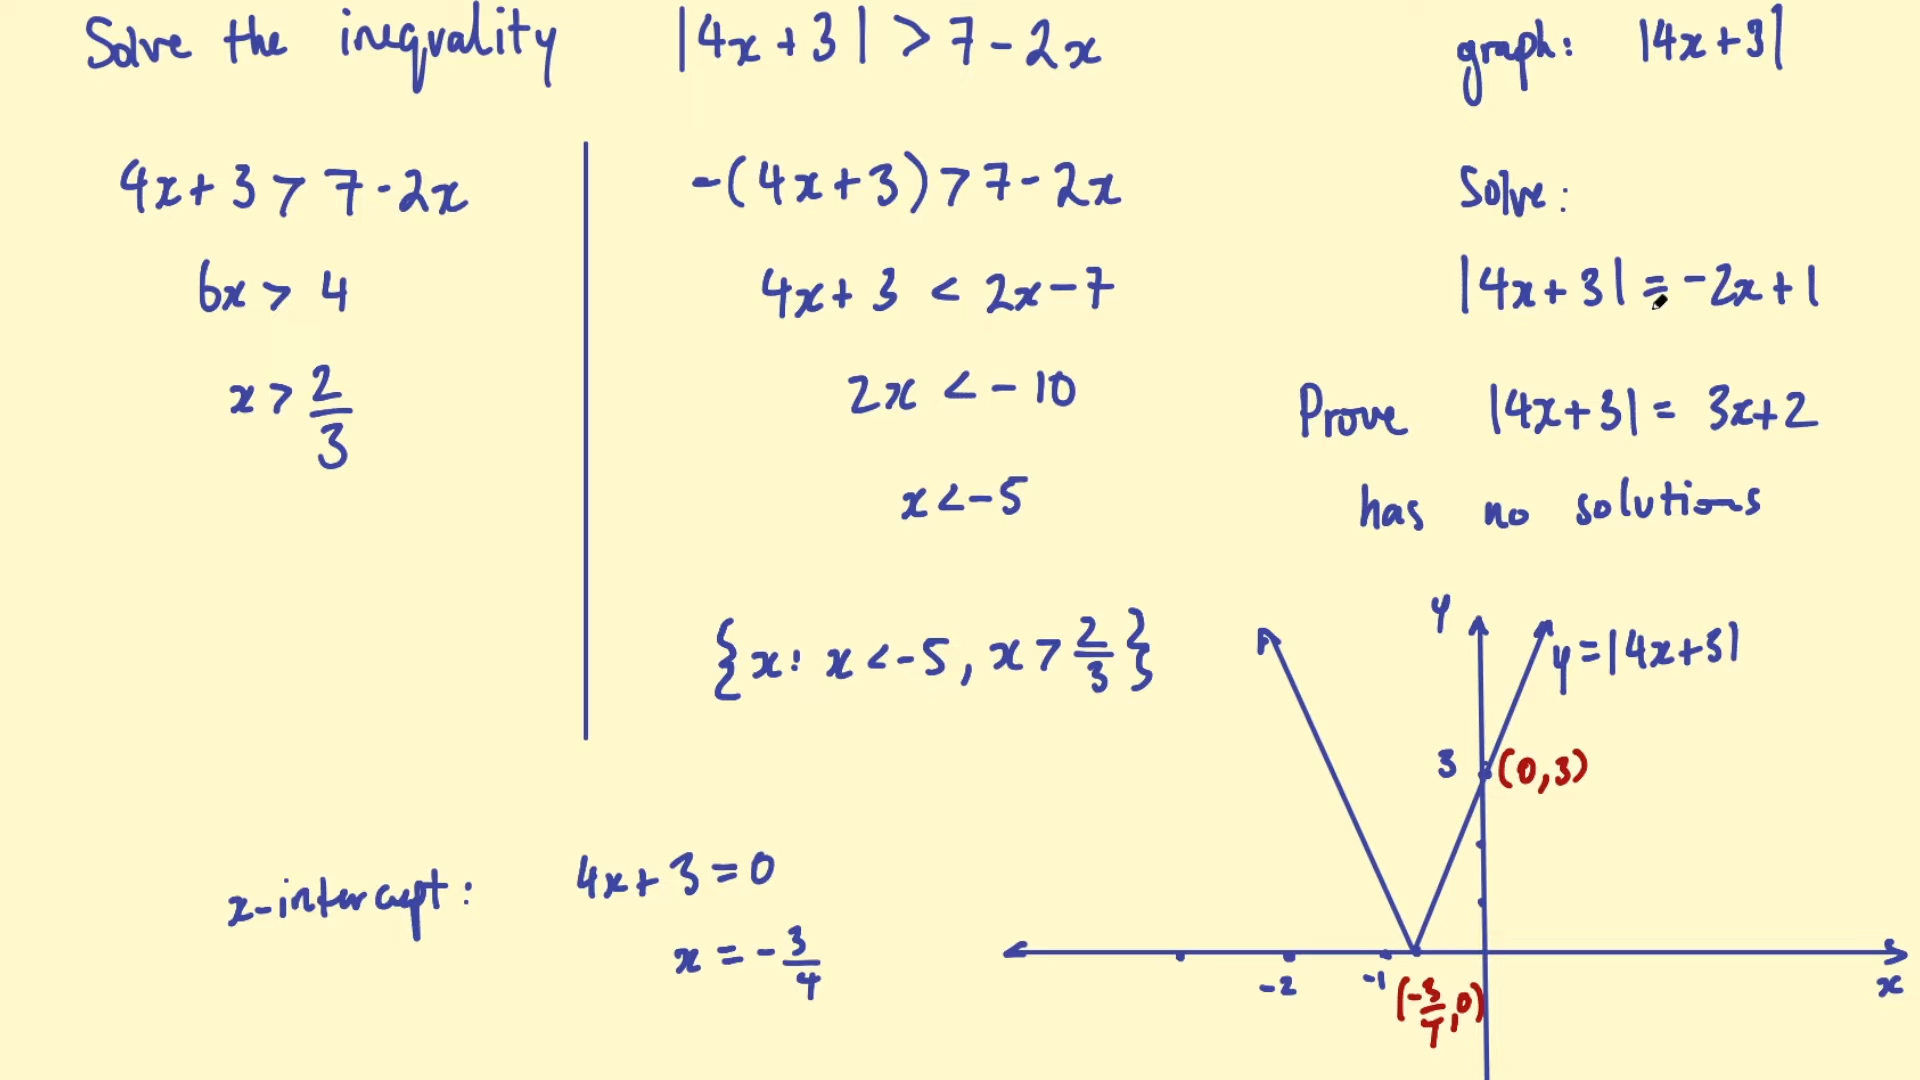 Solve the inequality |4x+3| > 7-2x
4x+3 > 7-2x
6x > 4
x > 2/3
-(4x+3) > 7-2x
4x+3 < 2x-7
2x < -10
x < -5
{x: x < -5, x > 2/3}
graph: |4x+3|
Solve:
|4x+3| = -2x+1
Prove |4x+3| = 3x+2
has no solutions
x-intercept: 4x+3=0
x = -3/4
y
y=|4x+3|
3 (0,3)
-2 -1 x
(-3/4,0)